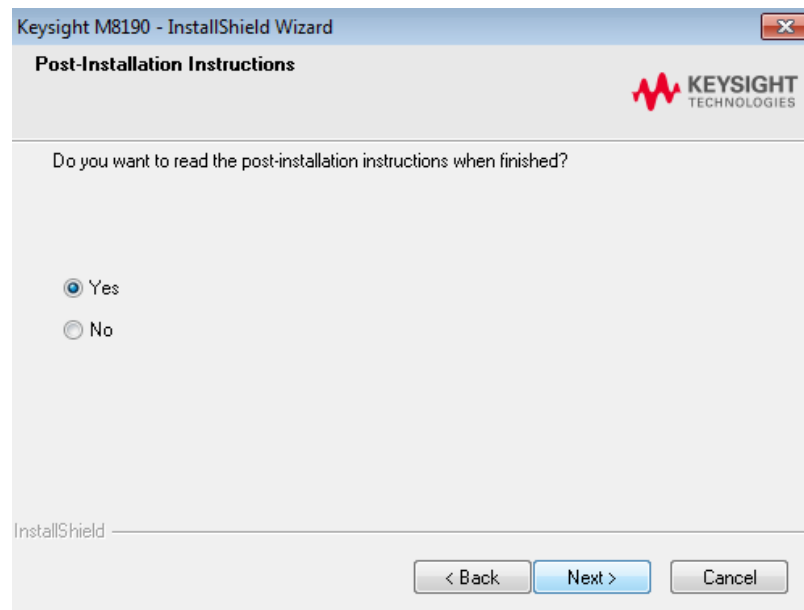 Keysight M8190 - InstallShield Wizard
Post-Installation Instructions
KEYSIGHT
TECHNOLOGIES
Do you want to read the post-installation instructions when finished?
Yes
No
InstallShield
< Back Next > Cancel